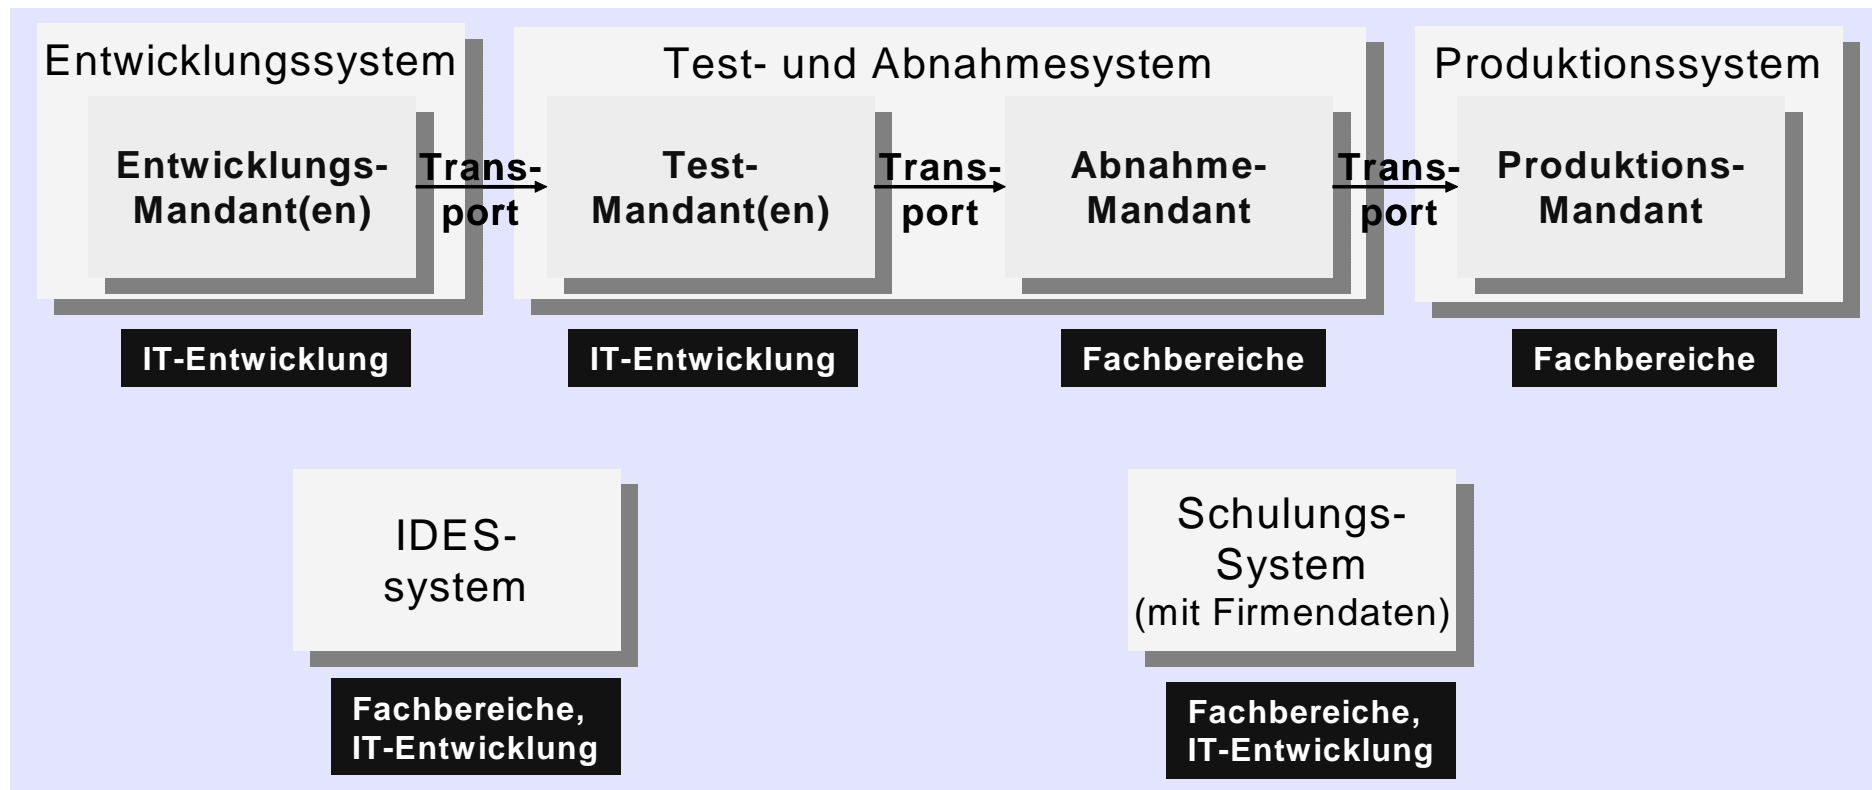 Entwicklungssystem
Test- und Abnahmesystem
Produktionssystem
Entwicklungs-
Mandant(en)
Trans-
port
Test-
Mandant(en)
Trans-
port
Abnahme-
Mandant
Trans-
port
Produktions-
Mandant
IT-Entwicklung
IT-Entwicklung
Fachbereiche
Fachbereiche
IDES-
system
Schulungs-
System
(mit Firmendaten)
Fachbereiche,
IT-Entwicklung
Fachbereiche,
IT-Entwicklung